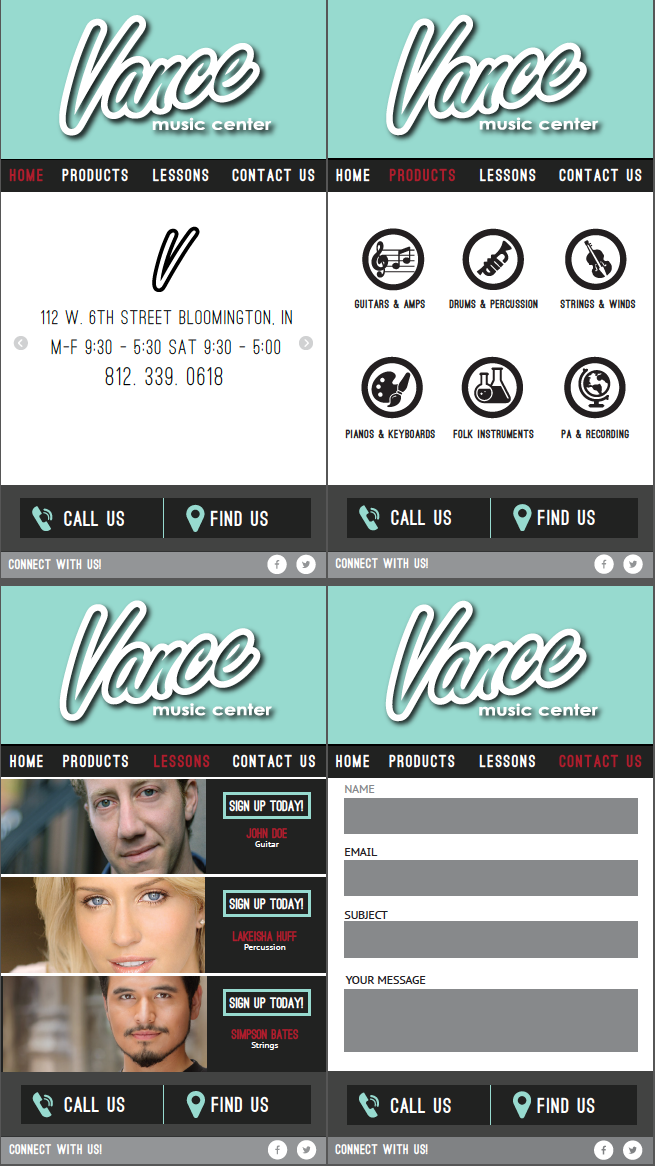 Vance
music center
HOME PRODUCTS LESSONS CONTACT US
112 W. 6TH STREET BLOOMINGTON, IN
M-F 9:30 - 5:30 SAT 9:30 - 5:00
812. 339. 0618
CALL US FIND US
CONNECT WITH US!
Vance
music center
HOME PRODUCTS LESSONS CONTACT US
GUITARS & AMPS DRUMS & PERCUSSION STRINGS & WINDS
PIANOS & KEYBOARDS FOLK INSTRUMENTS PA & RECORDING
CALL US FIND US
CONNECT WITH US!
Vance
music center
HOME PRODUCTS LESSONS CONTACT US
SIGN UP TODAY!
JOHN DOE
Guitar
SIGN UP TODAY!
LAKEISHA HUFF
Percussion
SIGN UP TODAY!
SIMPSON BATES
Strings
CALL US FIND US
CONNECT WITH US!
Vance
music center
HOME PRODUCTS LESSONS CONTACT US
NAME
EMAIL
SUBJECT
YOUR MESSAGE
CALL US FIND US
CONNECT WITH US!